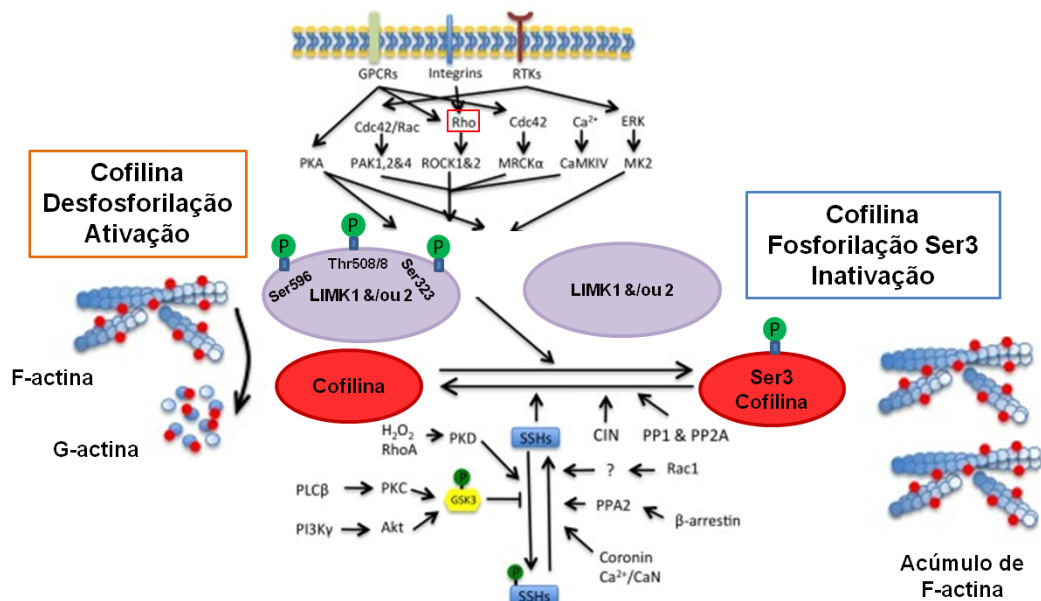 GPCRs Integrins RTKs
Cdc42/Rac Rho Cdc42 Ca²⁺ ERK
PKA PAK1,2&4 ROCK1&2 MRCKα CaMKIV MK2
Cofilina
Desfosforilação
Ativação
Cofilina
Fosforilação Ser3
Inativação
P
P
P
Ser596
Thr508/8
Ser323
LIMK1 &/ou 2
LIMK1 &/ou 2
F-actina
G-actina
Cofilina
P
Ser3
Cofilina
H₂O₂
RhoA
PKD
SSHs
CIN
PP1 & PP2A
? Rac1
PLCβ
PKC
P
GSK3
PI3Kγ
Akt
PPA2
β-arrestin
Coronin
Ca²⁺/CaN
P
SSHs
Acúmulo de
F-actina